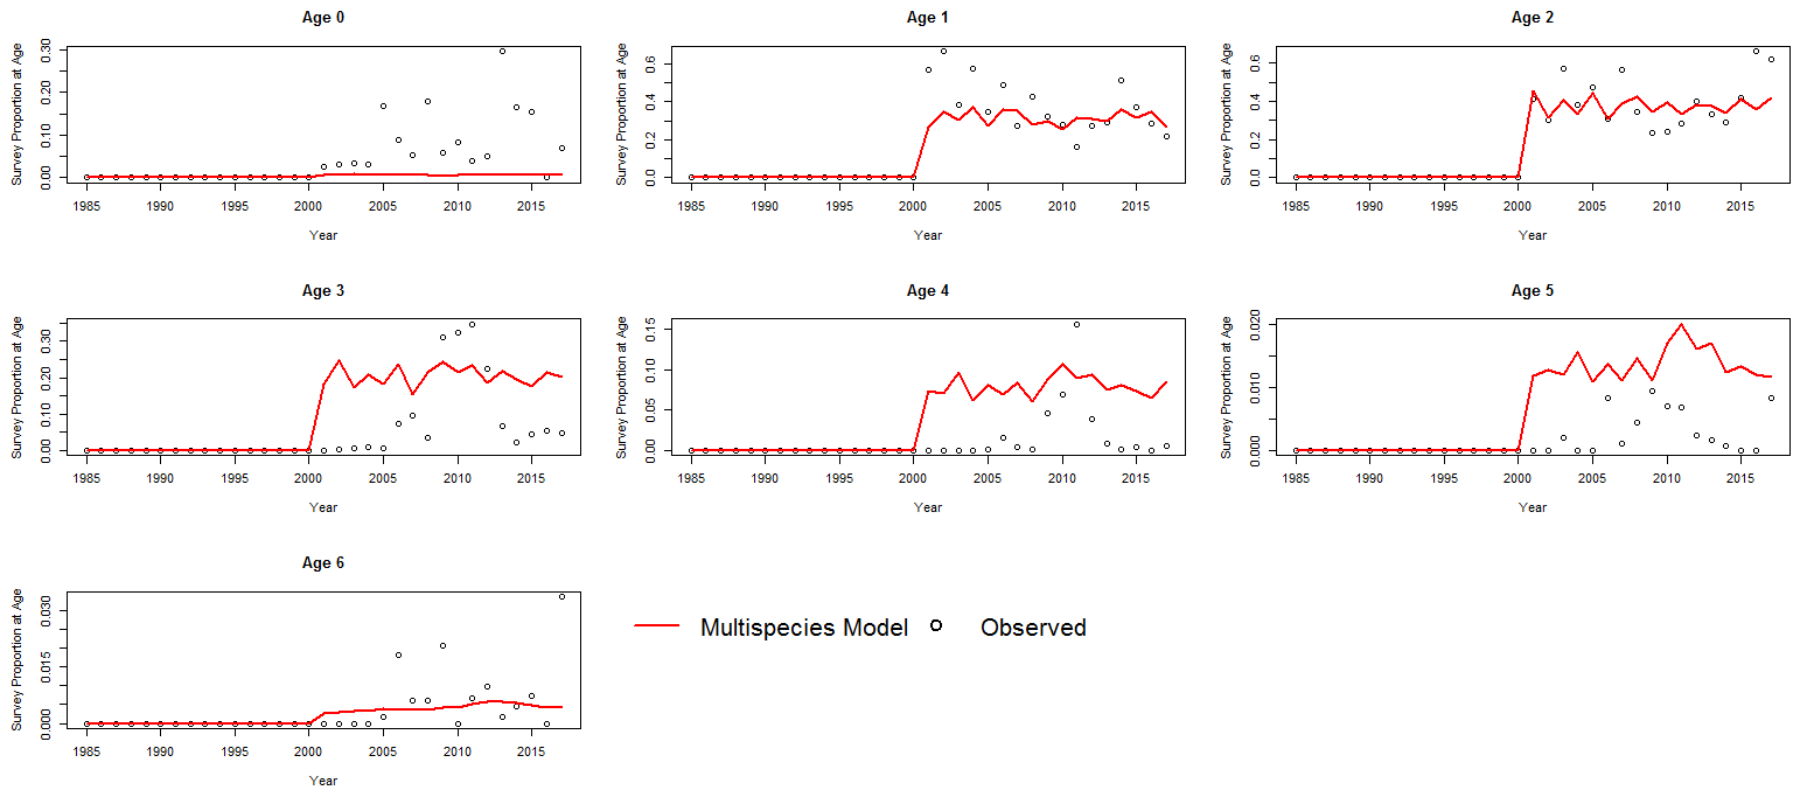 Age 0
Age 1
Age 2
Survey Proportion at Age
0.00 0.10 0.20 0.30
1985 1990 1995 2000 2005 2010 2015
Year
Survey Proportion at Age
0.0 0.2 0.4 0.6
1985 1990 1995 2000 2005 2010 2015
Year
Survey Proportion at Age
0.0 0.2 0.4 0.6
1985 1990 1995 2000 2005 2010 2015
Year
Age 3
Age 4
Age 5
Survey Proportion at Age
0.00 0.10 0.20 0.30
1985 1990 1995 2000 2005 2010 2015
Year
Survey Proportion at Age
0.00 0.05 0.10 0.15
1985 1990 1995 2000 2005 2010 2015
Year
Survey Proportion at Age
0.000 0.010 0.020
1985 1990 1995 2000 2005 2010 2015
Year
Age 6
Survey Proportion at Age
0.000 0.015 0.030
1985 1990 1995 2000 2005 2010 2015
Year
Multispecies Model
Observed